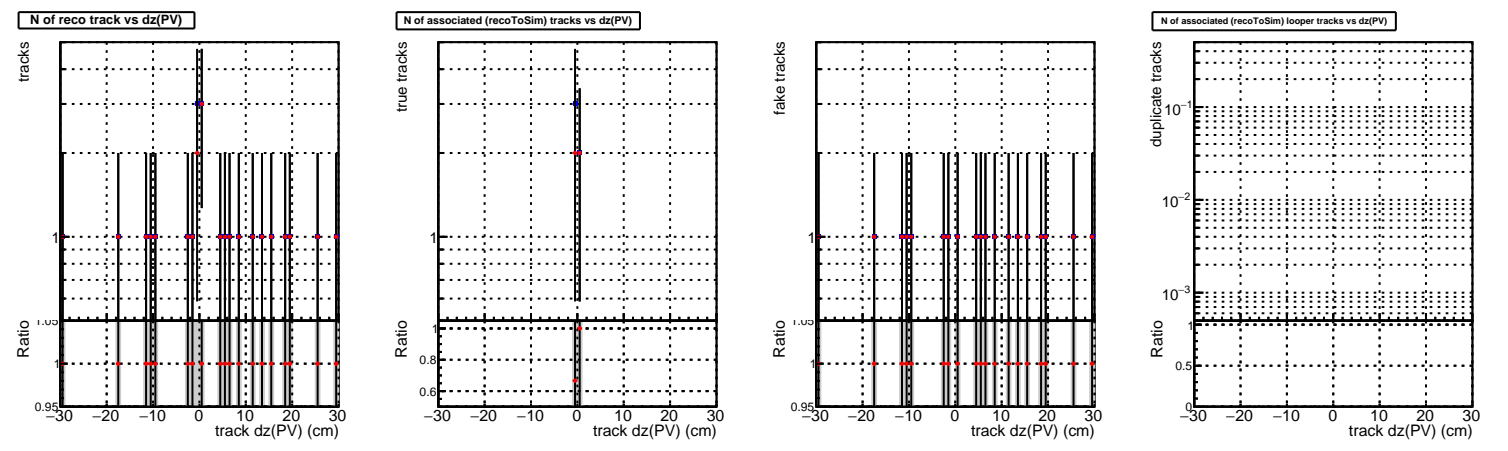 N of reco track vs dz(PV)
tracks
1
1.05
Ratio
1
0.95
−30 −20 −10 0 10 20 30
track dz(PV) (cm)
N of associated (recoToSim) tracks vs dz(PV)
true tracks
1
Ratio
1
0.8
0.6
−30 −20 −10 0 10 20 30
track dz(PV) (cm)
fake tracks
1
1.05
Ratio
1
0.95
−30 −20 −10 0 10 20 30
track dz(PV) (cm)
N of associated (recoToSim) looper tracks vs dz(PV)
duplicate tracks
10−1
10−2
10−3
Ratio
1
0.5
0
−30 −20 −10 0 10 20 30
track dz(PV) (cm)